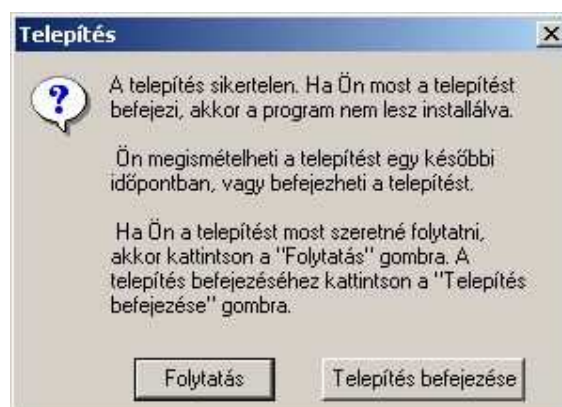 Telepítés
A telepítés sikertelen. Ha Ön most a telepítést
befejezi, akkor a program nem lesz installálva.
Ön megismételheti a telepítést egy későbbi
időpontban, vagy befejezheti a telepítést.
Ha Ön a telepítést most szeretné folytatni,
akkor kattintson a "Folytatás" gombra. A
telepítés befejezéséhez kattintson a "Telepítés
befejezése" gombra.
Folytatás
Telepítés befejezése